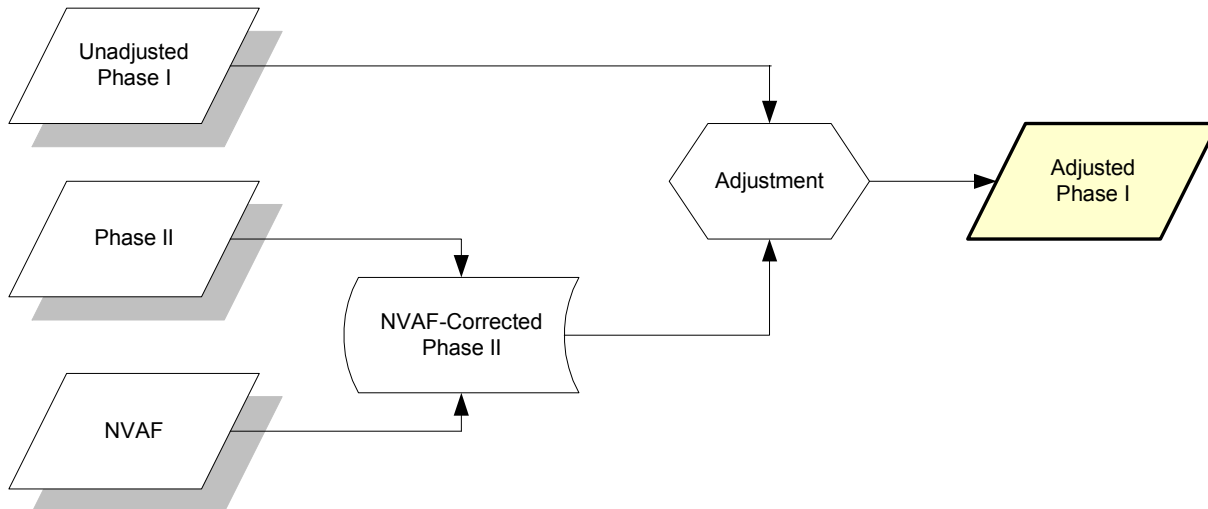 Unadjusted
Phase I
Adjustment
Adjusted
Phase I
Phase II
NVAF-Corrected
Phase II
NVAF